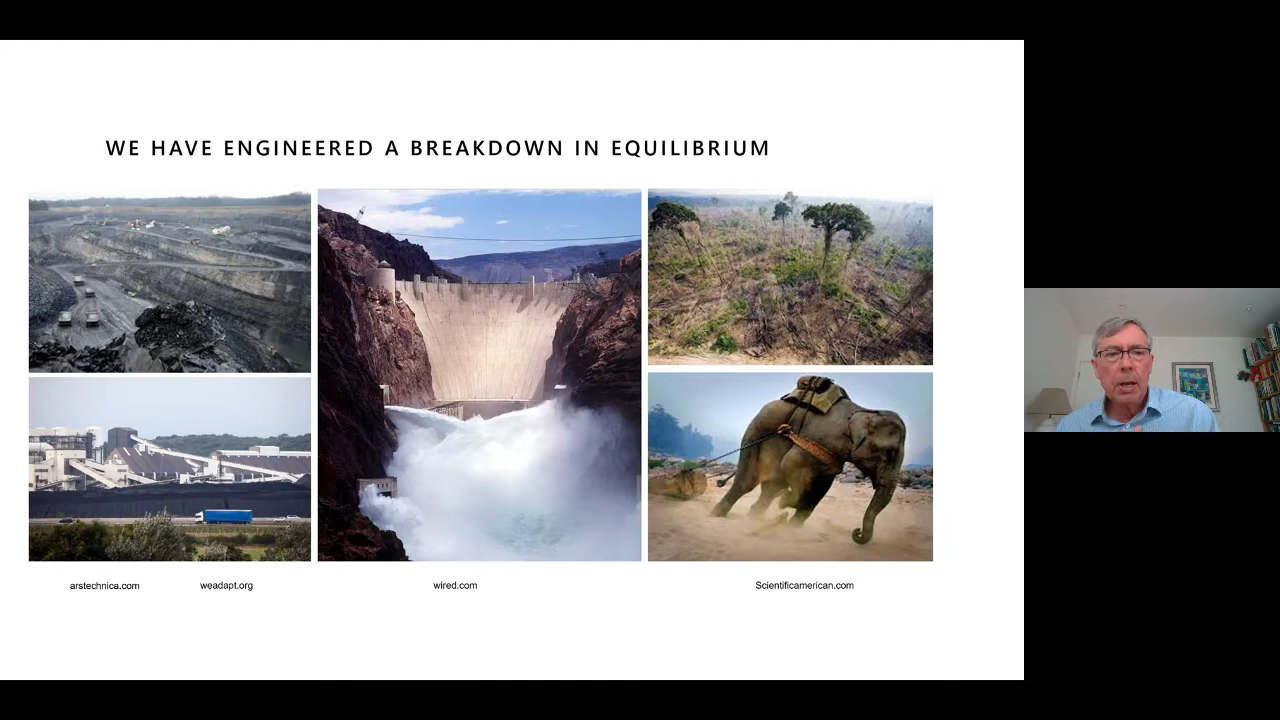 WE HAVE ENGINEERED A BREAKDOWN IN EQUILIBRIUM
arstechnica.com
weadapt.org
wired.com
Scientificamerican.com